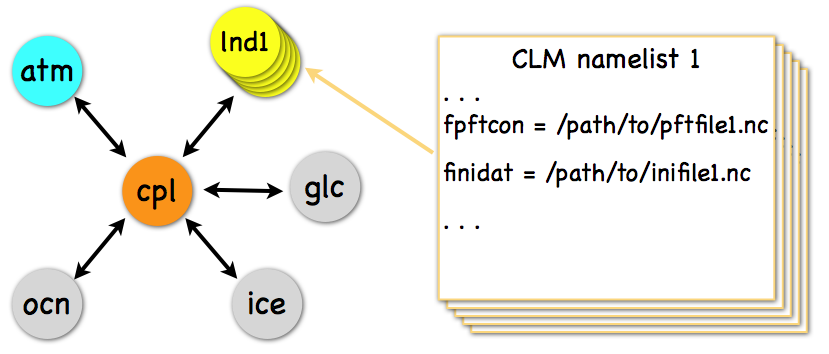 lnd1
atm
cpl
glc
ocn
ice
CLM namelist 1
. . .
fpftcon = /path/to/pftfile1.nc
finidat = /path/to/inifile1.nc
. . .